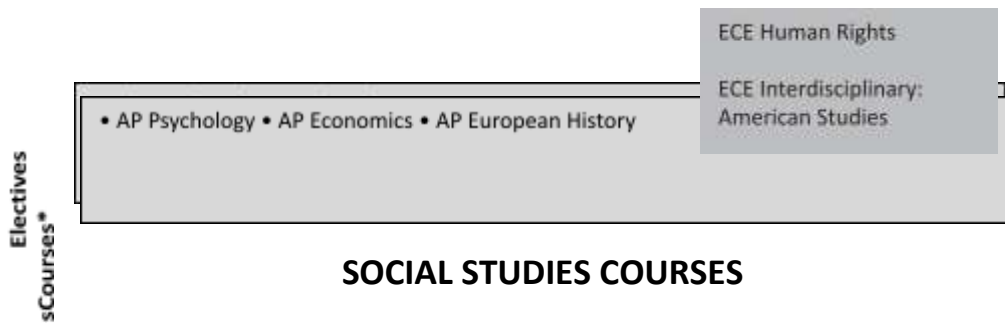 ECE Human Rights
ECE Interdisciplinary:
American Studies
• AP Psychology • AP Economics • AP European History
Electives
sCourses*
SOCIAL STUDIES COURSES